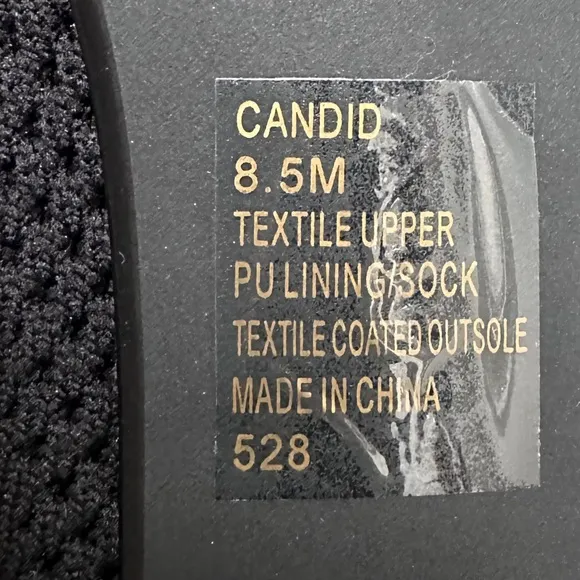 CANDID
8.5M
TEXTILE UPPER
PU LINING/SOCK
TEXTILE COATED OUTSOLE
MADE IN CHINA
528